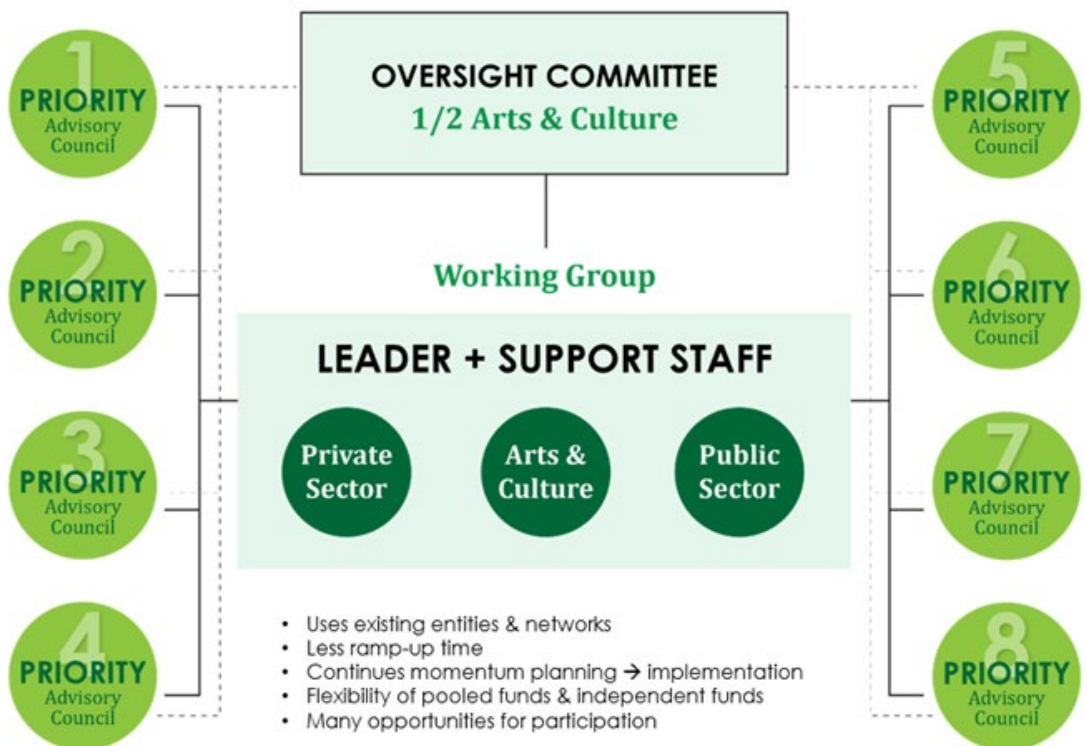 OVERSIGHT COMMITTEE
1/2 Arts & Culture
1
PRIORITY
Advisory
Council
2
PRIORITY
Advisory
Council
3
PRIORITY
Advisory
Council
4
PRIORITY
Advisory
Council
Working Group
LEADER + SUPPORT STAFF
Private
Sector
Arts &
Culture
Public
Sector
• Uses existing entities & networks
• Less ramp-up time
• Continues momentum planning → implementation
• Flexibility of pooled funds & independent funds
• Many opportunities for participation
5
PRIORITY
Advisory
Council
6
PRIORITY
Advisory
Council
7
PRIORITY
Advisory
Council
8
PRIORITY
Advisory
Council